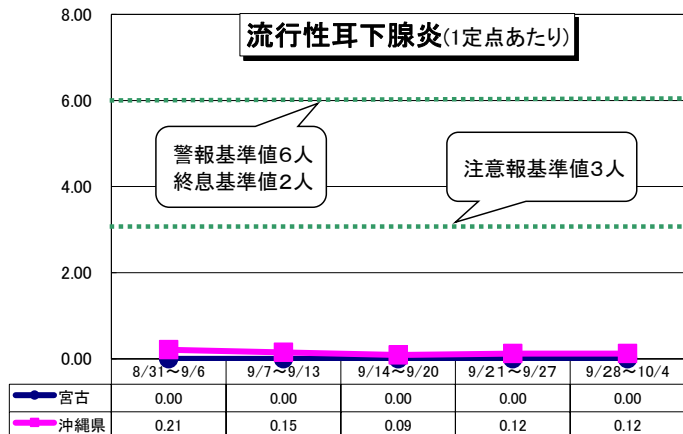 流行性耳下腺炎(1定点あたり)
8.00
6.00
4.00
2.00
0.00
警報基準値6人
終息基準値2人
注意報基準値3人
8/31～9/6 9/7～9/13 9/14～9/20 9/21～9/27 9/28～10/4
宮古 0.00 0.00 0.00 0.00 0.00
沖縄県 0.21 0.15 0.09 0.12 0.12